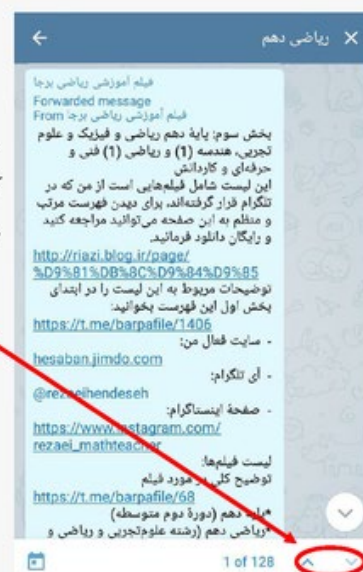 ریاضی دهم
فیلم آموزشی ریاضی برجا
Forwarded message
From فیلم آموزشی ریاضی برجا
بخش سوم: پایهٔ دهم ریاضی و فیزیک و علوم
تجربی، هندسه (1) و ریاضی (1) فنی و
حرفه‌ای و کاردانش
این لیست شامل فیلم‌هایی است از من که در
تلگرام قرار گرفته‌اند، برای دیدن فهرست مرتب
و منظم به این صفحه می‌توانید مراجعه کنید
و رایگان دانلود فرمائید.
http://riazi.blog.ir/page/
%D9%81%DB%8C%D9%84%D9%85
توضیحات مربوط به این لیست را در ابتدای
بخش اول این فهرست بخوانید:
https://t.me/barpafile/1406
- سایت فعال من:
hesaban.jimdo.com
- آی تلگرام:
@rezaeihendeseh
- صفحهٔ اینستاگرام:
https://www.instagram.com/
rezaei_mathteacher
لیست فیلم‌ها:
توضیح کلی در مورد فیلم
https://t.me/barpafile/68
*پایه دهم (دورهٔ دوم متوسطه)
*ریاضی دهم (رشته علوم‌تجربی و ریاضی و
1 of 128